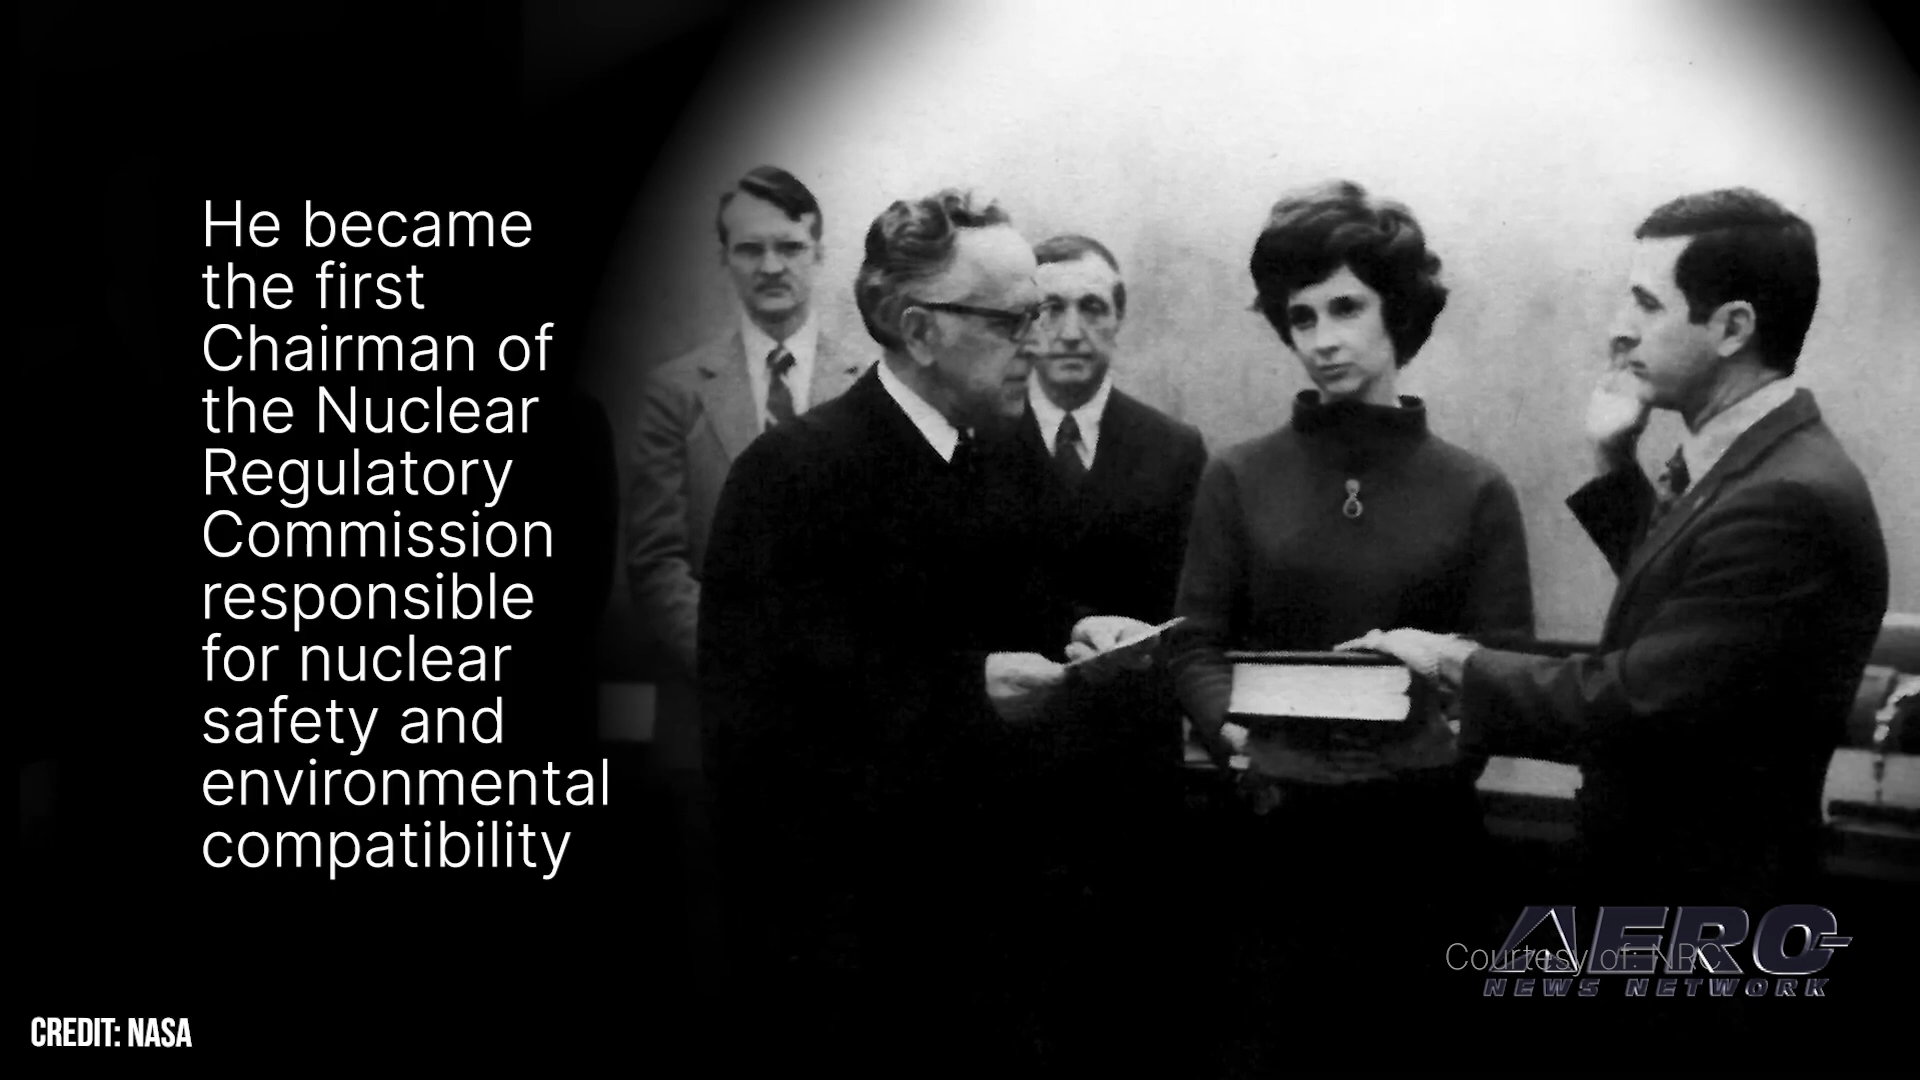 He became
the first
Chairman of
the Nuclear
Regulatory
Commission
responsible
for nuclear
safety and
environmental
compatibility
Courtesy of: NRC
AERO
NEWS NETWORK
CREDIT: NASA